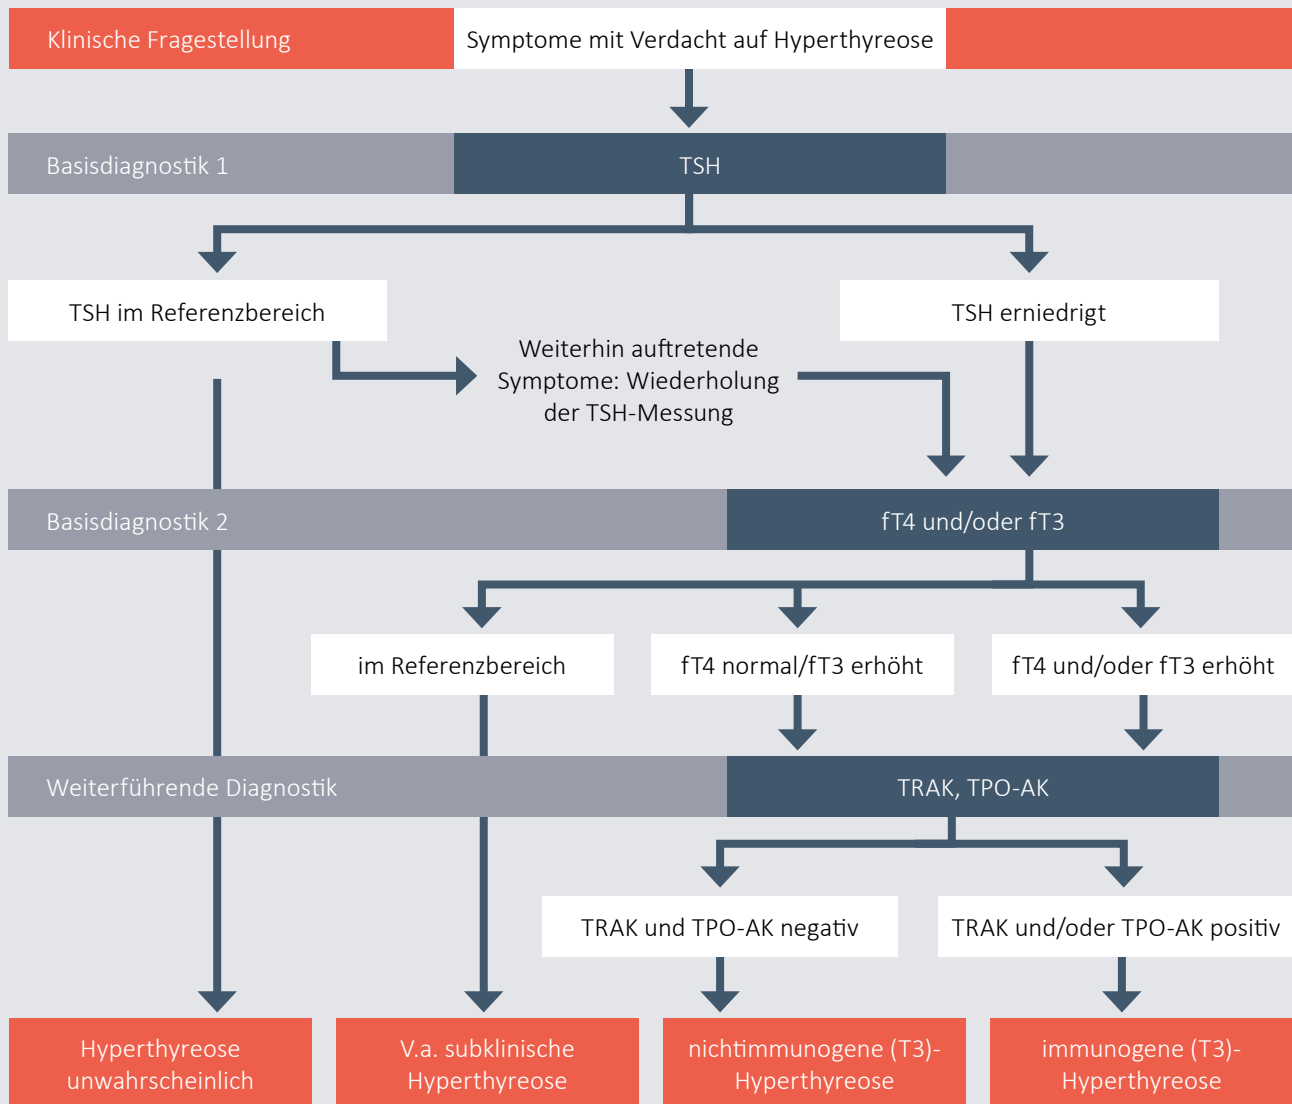 Klinische Fragestellung
Symptome mit Verdacht auf Hyperthyreose
Basisdiagnostik 1
TSH
TSH im Referenzbereich
TSH erniedrigt
Weiterhin auftretende
Symptome: Wiederholung
der TSH-Messung
Basisdiagnostik 2
fT4 und/oder fT3
im Referenzbereich
fT4 normal/fT3 erhöht
fT4 und/oder fT3 erhöht
Weiterführende Diagnostik
TRAK, TPO-AK
TRAK und TPO-AK negativ
TRAK und/oder TPO-AK positiv
Hyperthyreose
unwahrscheinlich
V.a. subklinische
Hyperthyreose
nichtimmunogene (T3)-
Hyperthyreose
immunogene (T3)-
Hyperthyreose